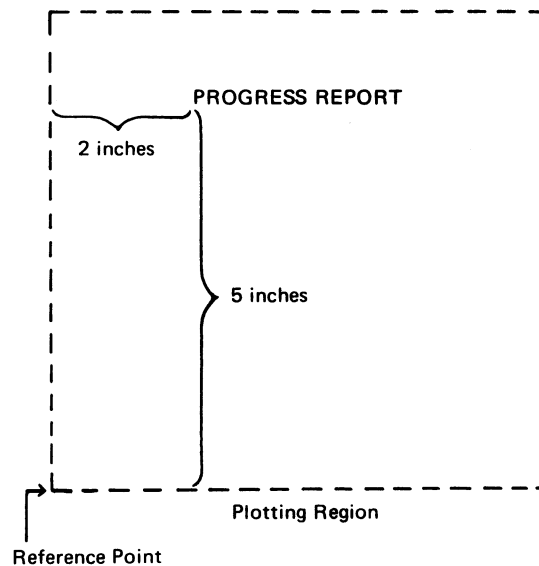 PROGRESS REPORT
2 inches
5 inches
Plotting Region
Reference Point